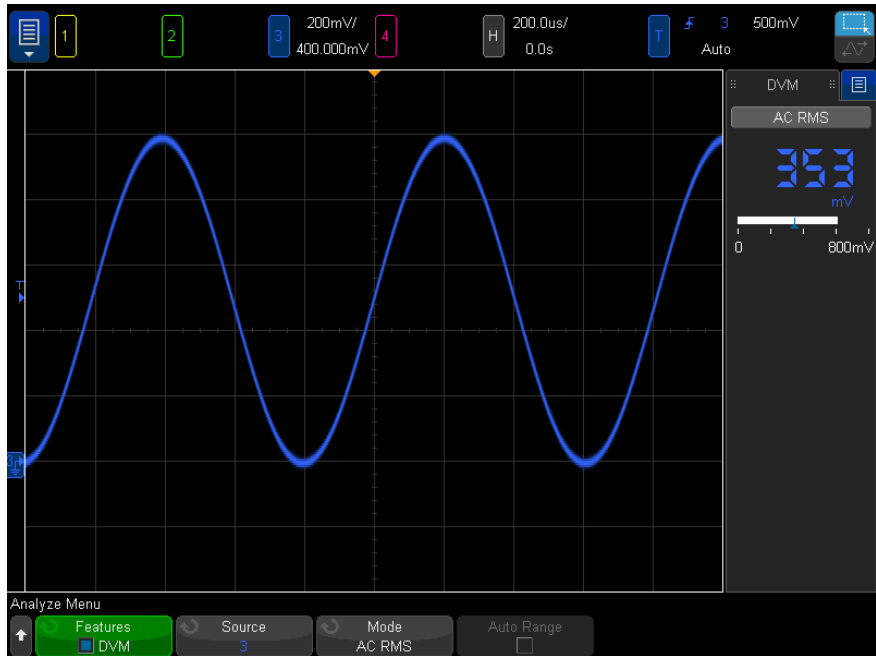 1
2
3
200mV/
400.000mV
4
H
200.0us/
0.0s
T
3
500mV
Auto
DVM
AC RMS
353
mV
0
800mV
T
3
Analyze Menu
Features
DVM
Source
3
Mode
AC RMS
Auto Range